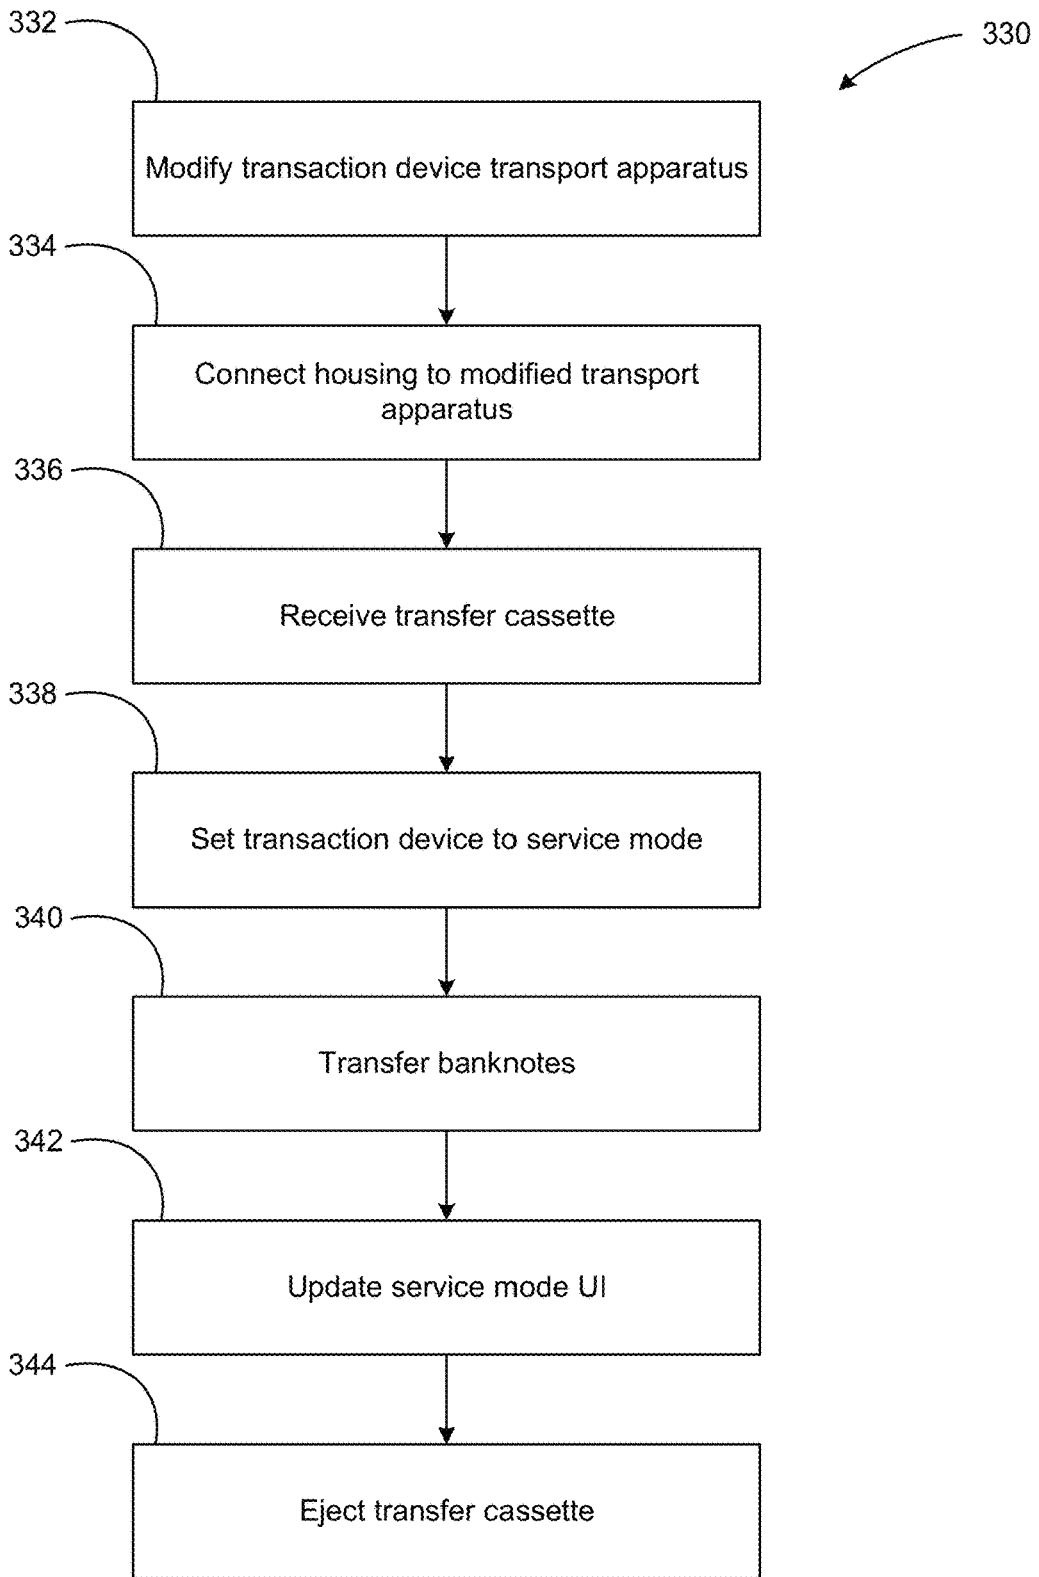 332
330
Modify transaction device transport apparatus
334
Connect housing to modified transport
apparatus
336
Receive transfer cassette
338
Set transaction device to service mode
340
Transfer banknotes
342
Update service mode UI
344
Eject transfer cassette